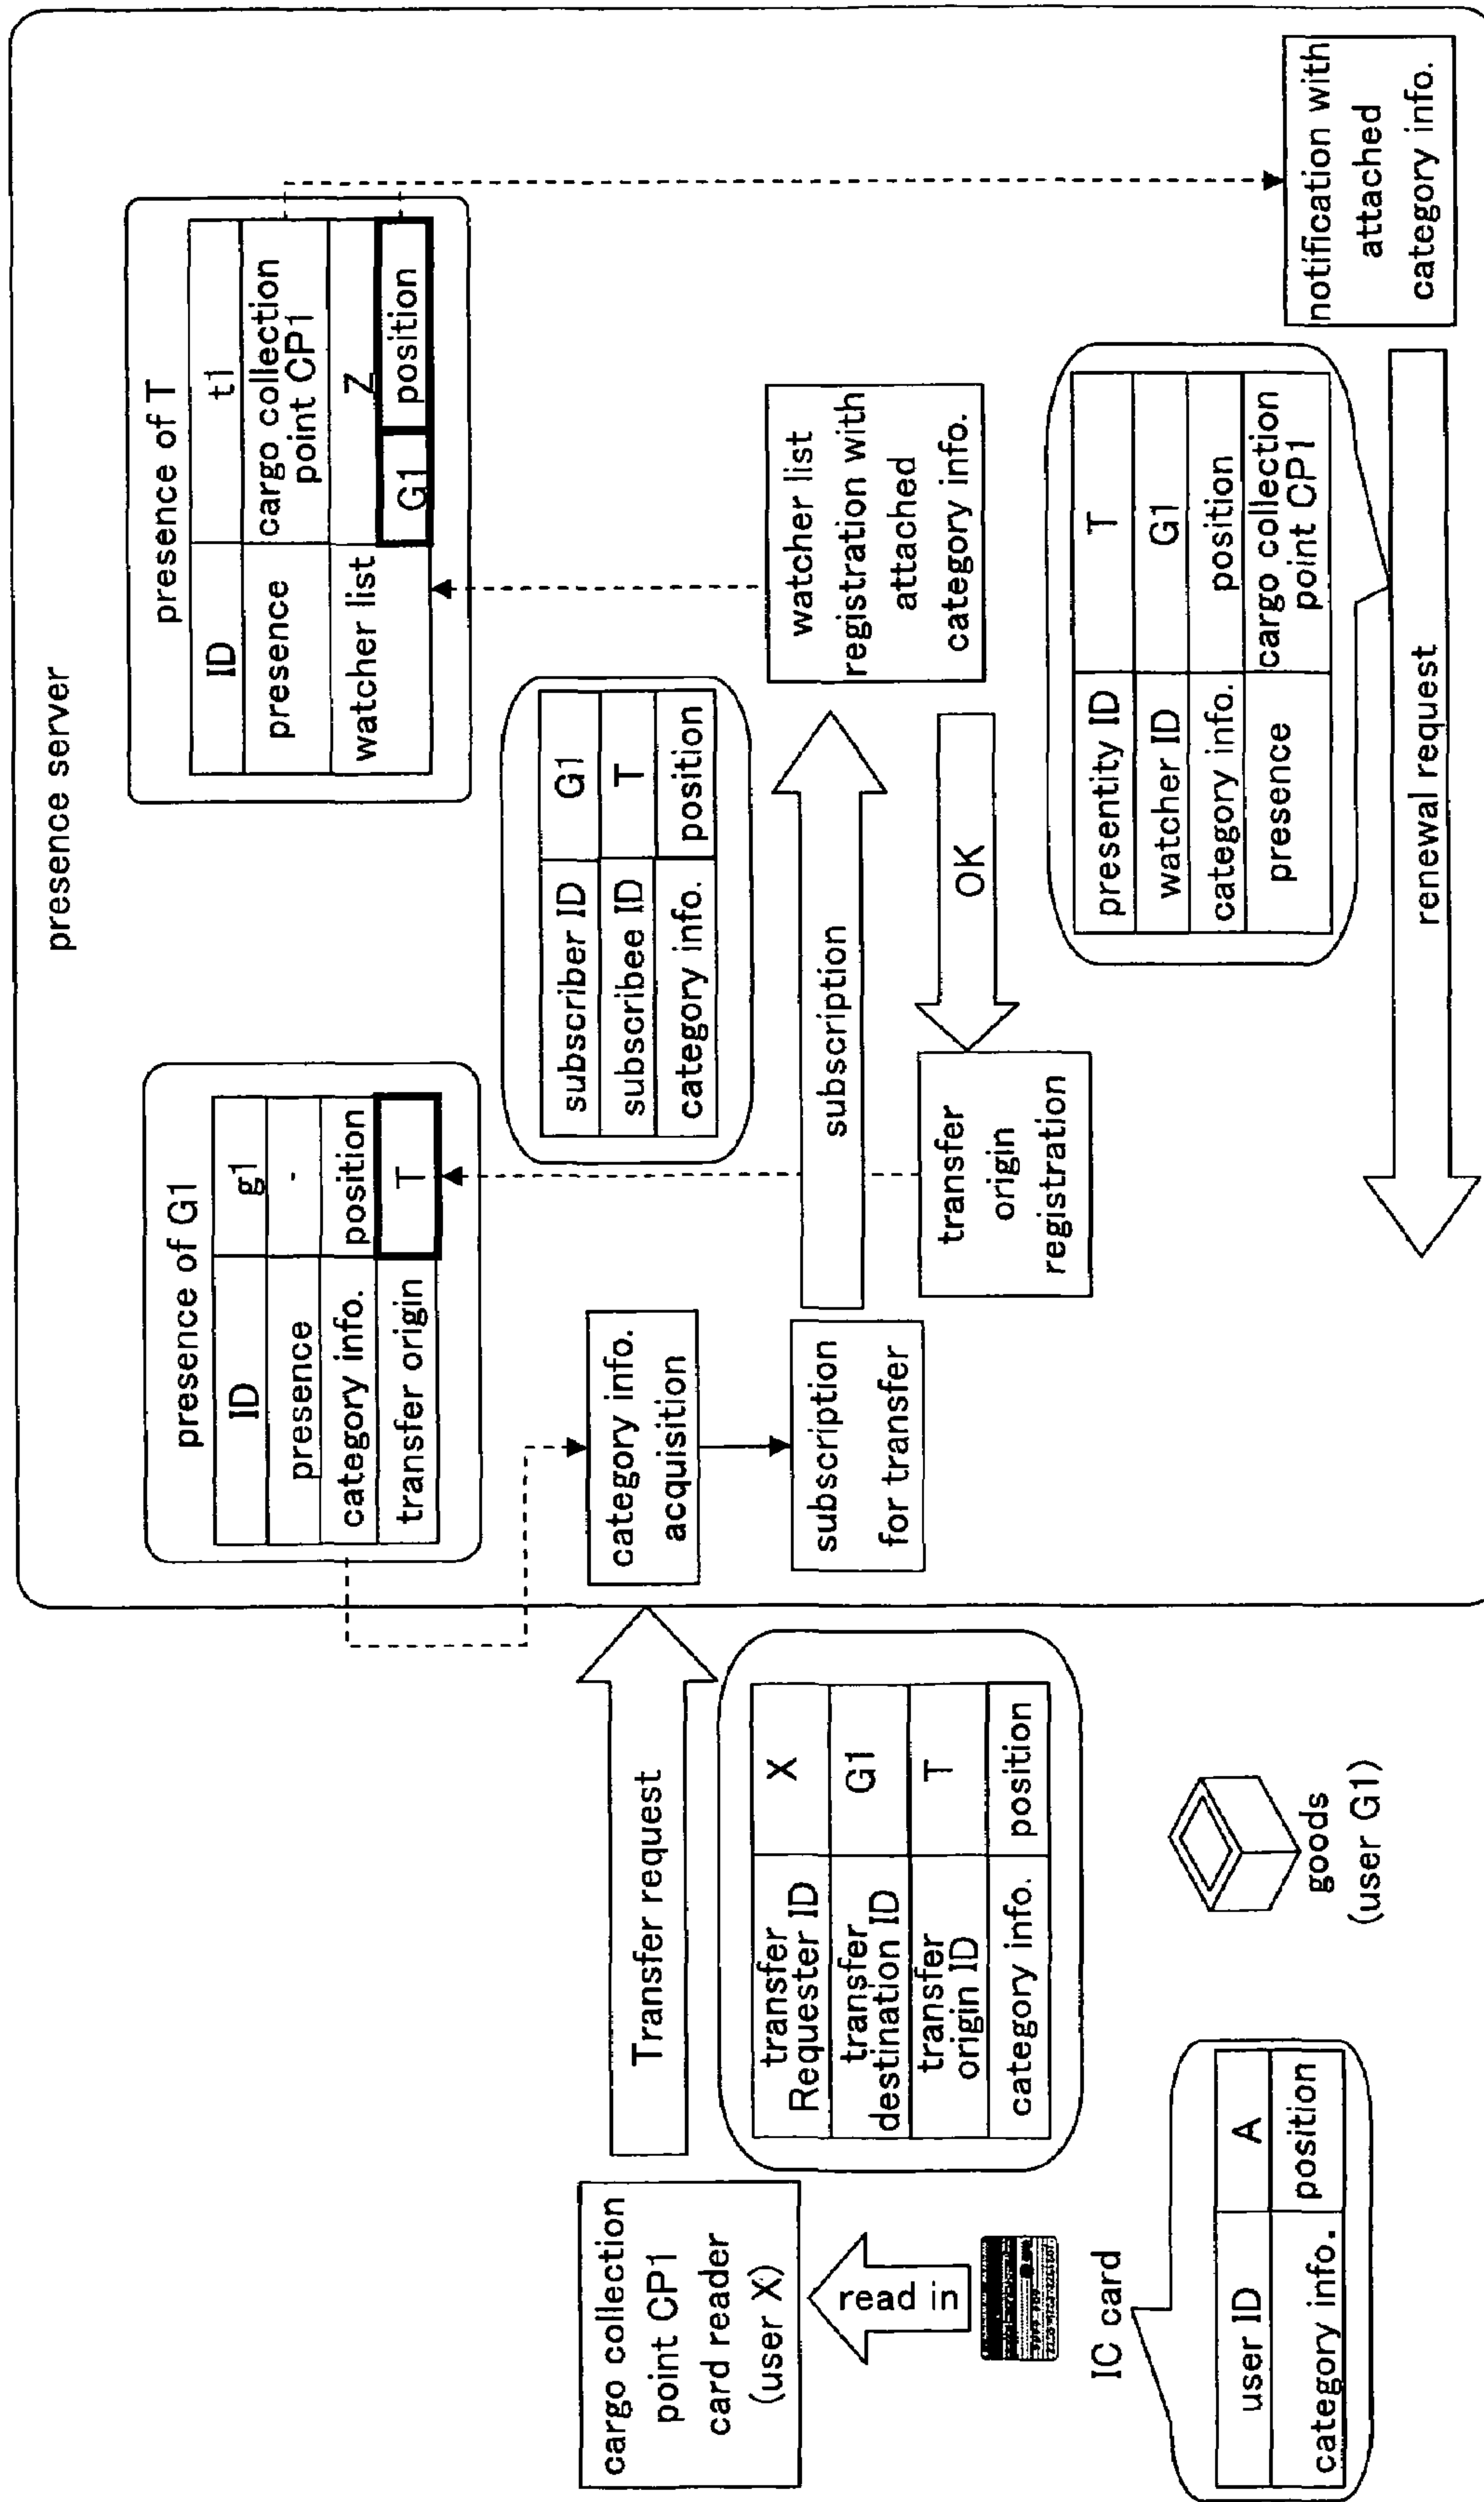 presence server
presence of G1
ID g1
presence -
category info. position
transfer origin T
presence of T
ID t1
presence cargo collection
point CP1
watcher list Z
G1 position
category info.
acquisition
subscription
for transfer
subscriber ID G1
subscribee ID T
category info. position
subscription
watcher list
registration with
attached
category info.
OK
transfer
origin
registration
presentity ID T
watcher ID G1
category info. position
presence cargo collection
point CP1
renewal request
notification with
attached
category info.
cargo collection
point CP1
card reader
(user X)
Transfer request
transfer
Requester ID X
transfer
destination ID G1
transfer
origin ID T
category info. position
read in
IC card
user ID A
category info. position
goods
(user G1)